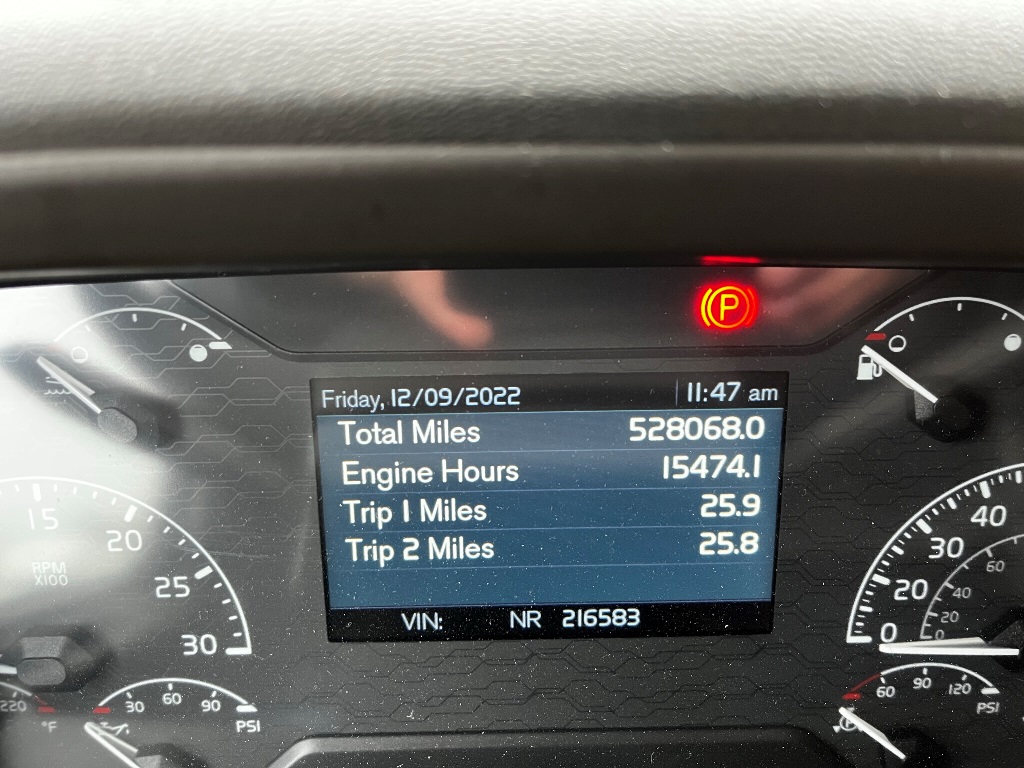 P
Friday, 12/09/2022 11:47 am
Total Miles 528068.0
Engine Hours 15474.1
Trip 1 Miles 25.9
Trip 2 Miles 25.8
VIN: NR 216583
15 20 25 30
RPM
X100
0 20 30 40
0 20 40 60
220 °F
30 60 90 PSI
60 90 120 PSI
P